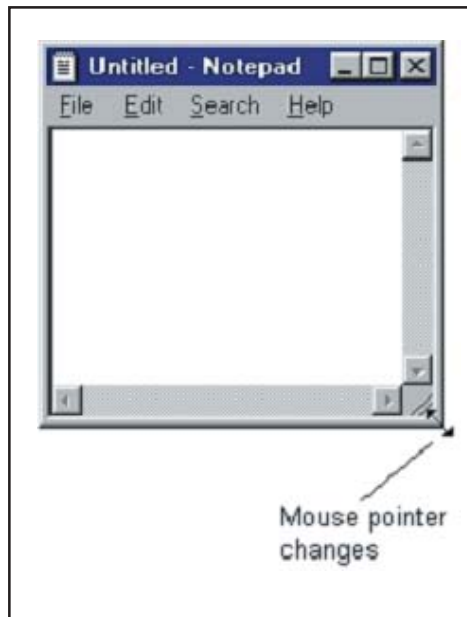 Untitled - Notepad
File Edit Search Help
Mouse pointer
changes